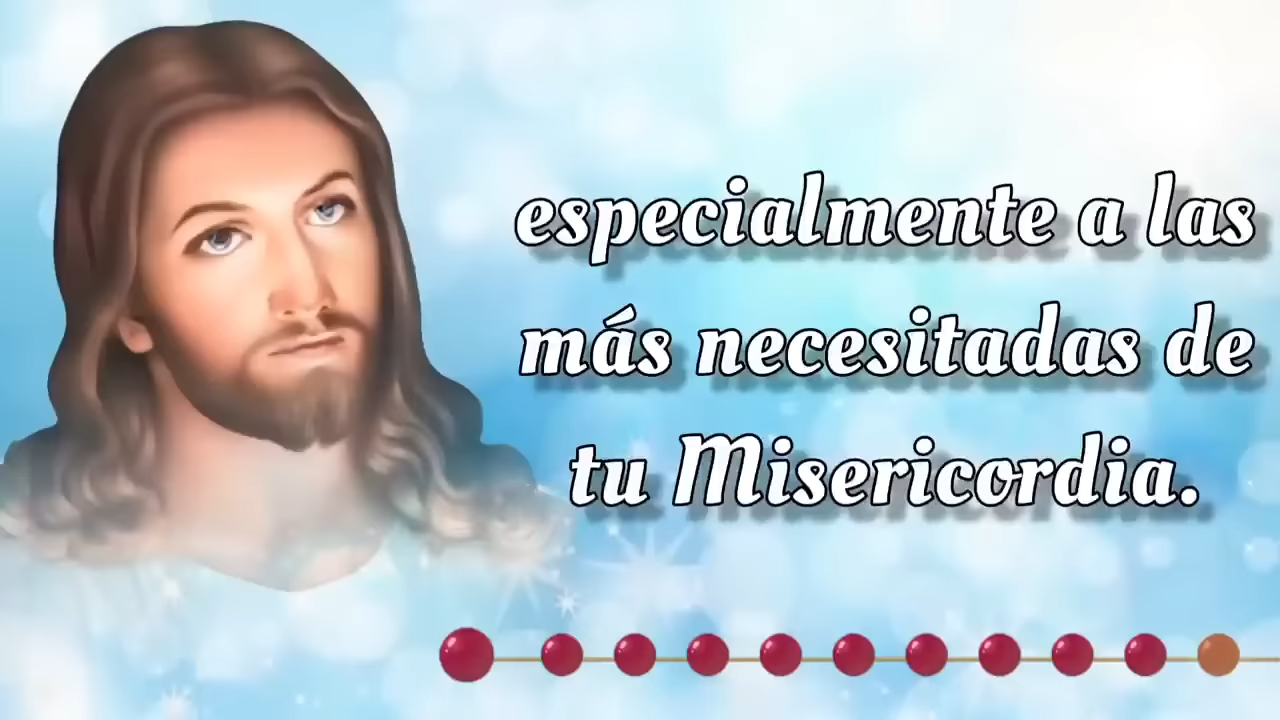 especialmente a las
más necesitadas de
tu Misericordia.